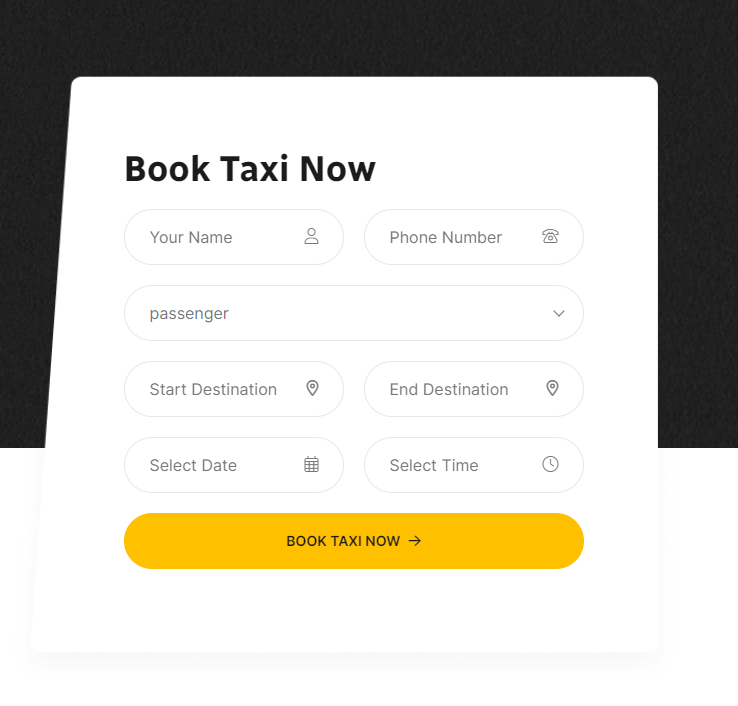 Book Taxi Now
Your Name
Phone Number
passenger
Start Destination
End Destination
Select Date
Select Time
BOOK TAXI NOW